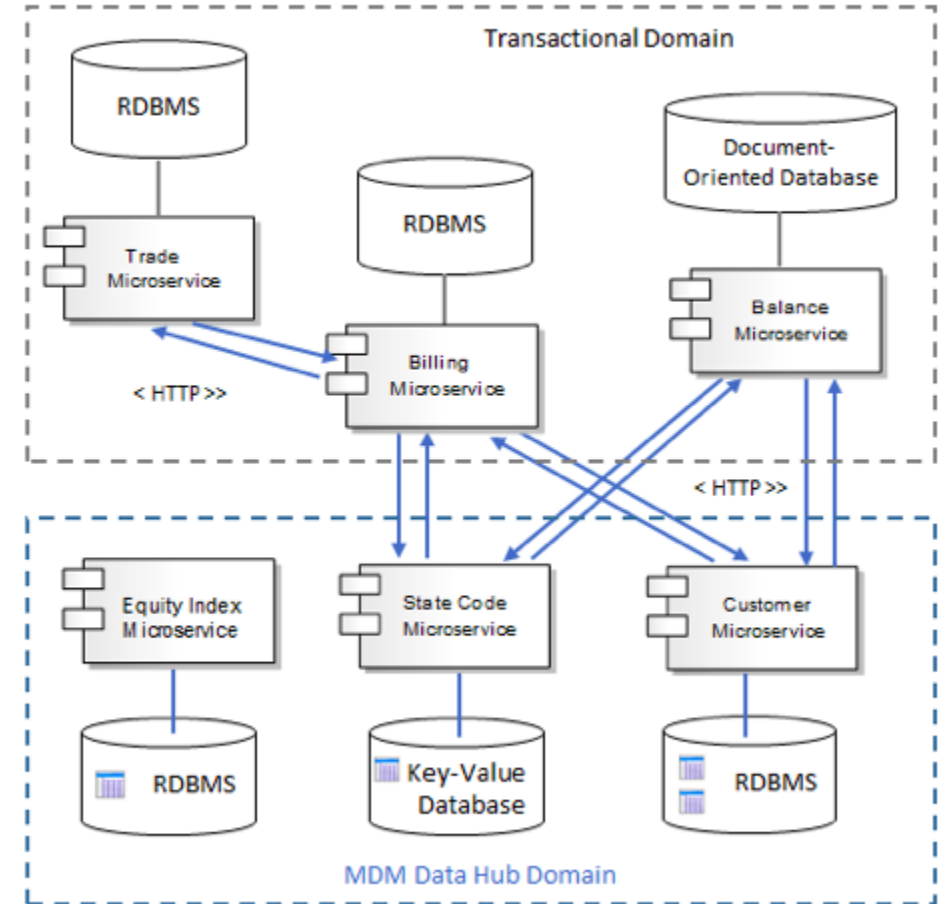 Transactional Domain
RDBMS
Document-
Oriented Database
RDBMS
Trade
Microservice
Balance
Microservice
Billing
Microservice
< HTTP >>
< HTTP >>
Equity Index
Microservice
State Code
Microservice
Customer
Microservice
RDBMS
Key-Value
Database
RDBMS
MDM Data Hub Domain